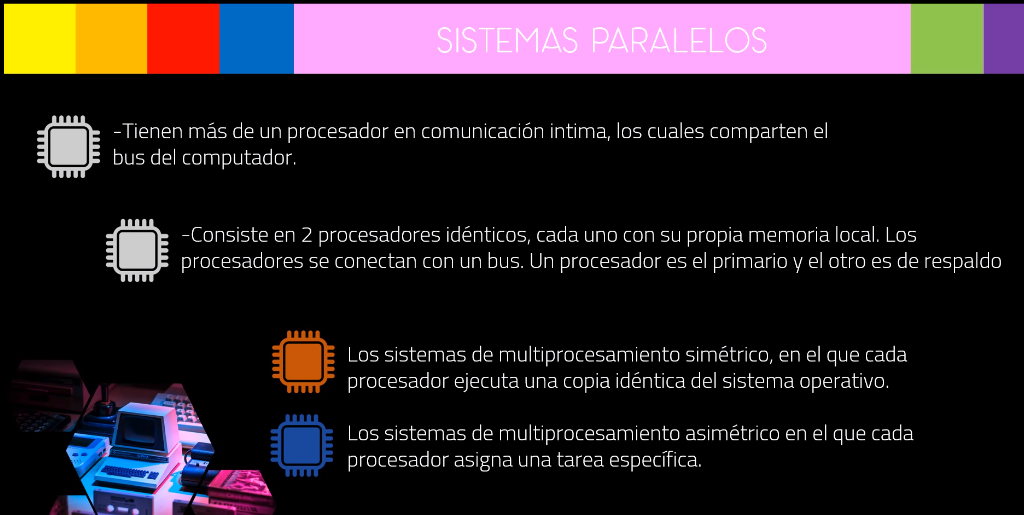 SISTEMAS PARALELOS
-Tienen más de un procesador en comunicación intima, los cuales comparten el
bus del computador.
-Consiste en 2 procesadores idénticos, cada uno con su propia memoria local. Los
procesadores se conectan con un bus. Un procesador es el primario y el otro es de respaldo
Los sistemas de multiprocesamiento simétrico, en el que cada
procesador ejecuta una copia idéntica del sistema operativo.
Los sistemas de multiprocesamiento asimétrico en el que cada
procesador asigna una tarea específica.